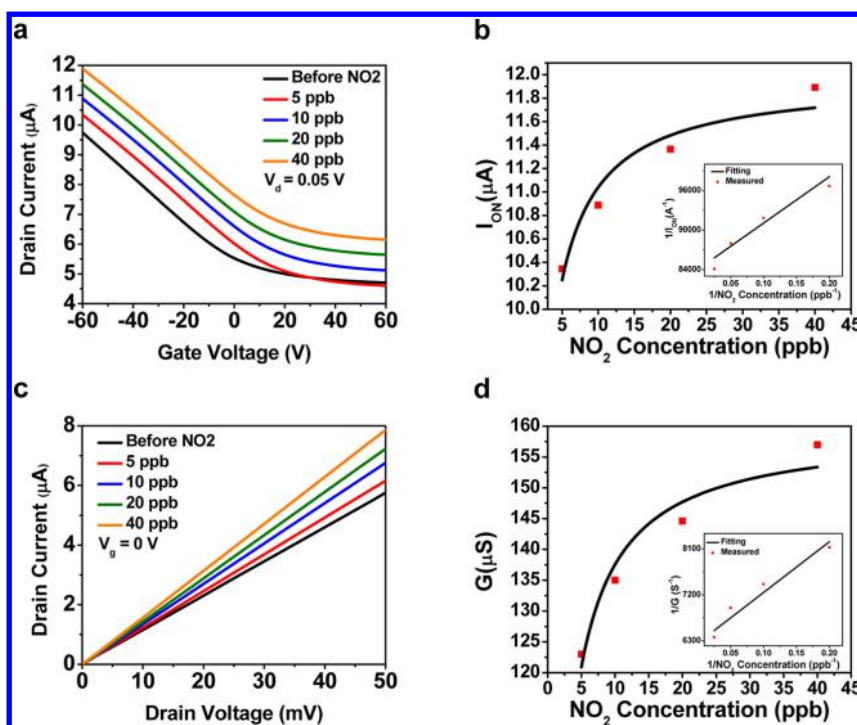 a
12
11
10
9
8
7
6
5
4
Drain Current (μA)
Before NO2
5 ppb
10 ppb
20 ppb
40 ppb
V_d = 0.05 V
-60 -40 -20 0 20 40 60
Gate Voltage (V)
b
12.0
11.8
11.6
11.4
11.2
11.0
10.8
10.6
10.4
10.2
10.0
I_ON(μA)
Fitting
Measured
96000
90000
84000
1/I_ON(A⁻¹)
0.05 0.10 0.15 0.20
1/NO₂ Concentration (ppb⁻¹)
5 10 15 20 25 30 35 40 45
NO₂ Concentration (ppb)
c
8
6
4
2
0
Drain Current (μA)
Before NO2
5 ppb
10 ppb
20 ppb
40 ppb
V_g = 0 V
0 10 20 30 40 50
Drain Voltage (mV)
d
160
155
150
145
140
135
130
125
120
G(μS)
Fitting
Measured
8100
7200
6300
1/G (S⁻¹)
0.05 0.10 0.15 0.20
1/NO₂ Concentration (ppb⁻¹)
0 5 10 15 20 25 30 35 40 45
NO₂ Concentration (ppb)